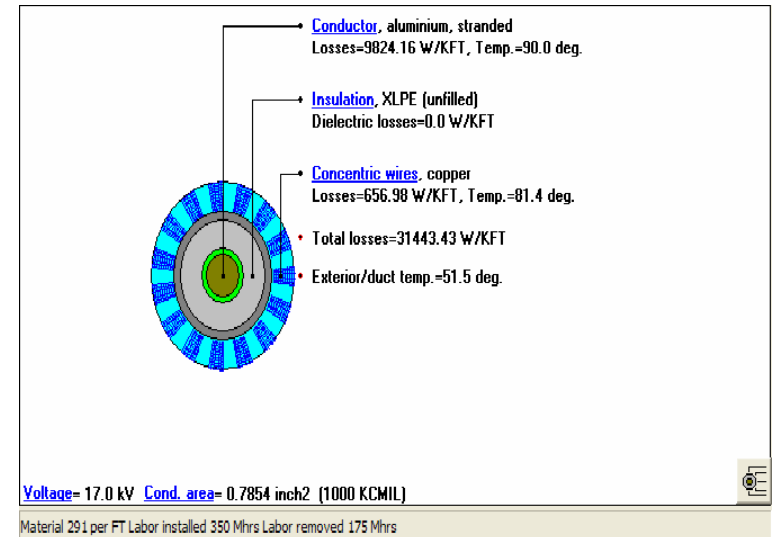 Conductor, aluminium, stranded
Losses=9824.16 W/KFT, Temp.=90.0 deg.
Insulation, XLPE (unfilled)
Dielectric losses=0.0 W/KFT
Concentric wires, copper
Losses=656.98 W/KFT, Temp.=81.4 deg.
Total losses=31443.43 W/KFT
Exterior/duct temp.=51.5 deg.
Voltage= 17.0 kV Cond. area= 0.7854 inch2 (1000 KCMIL)
Material 291 per FT Labor installed 350 Mhrs Labor removed 175 Mhrs